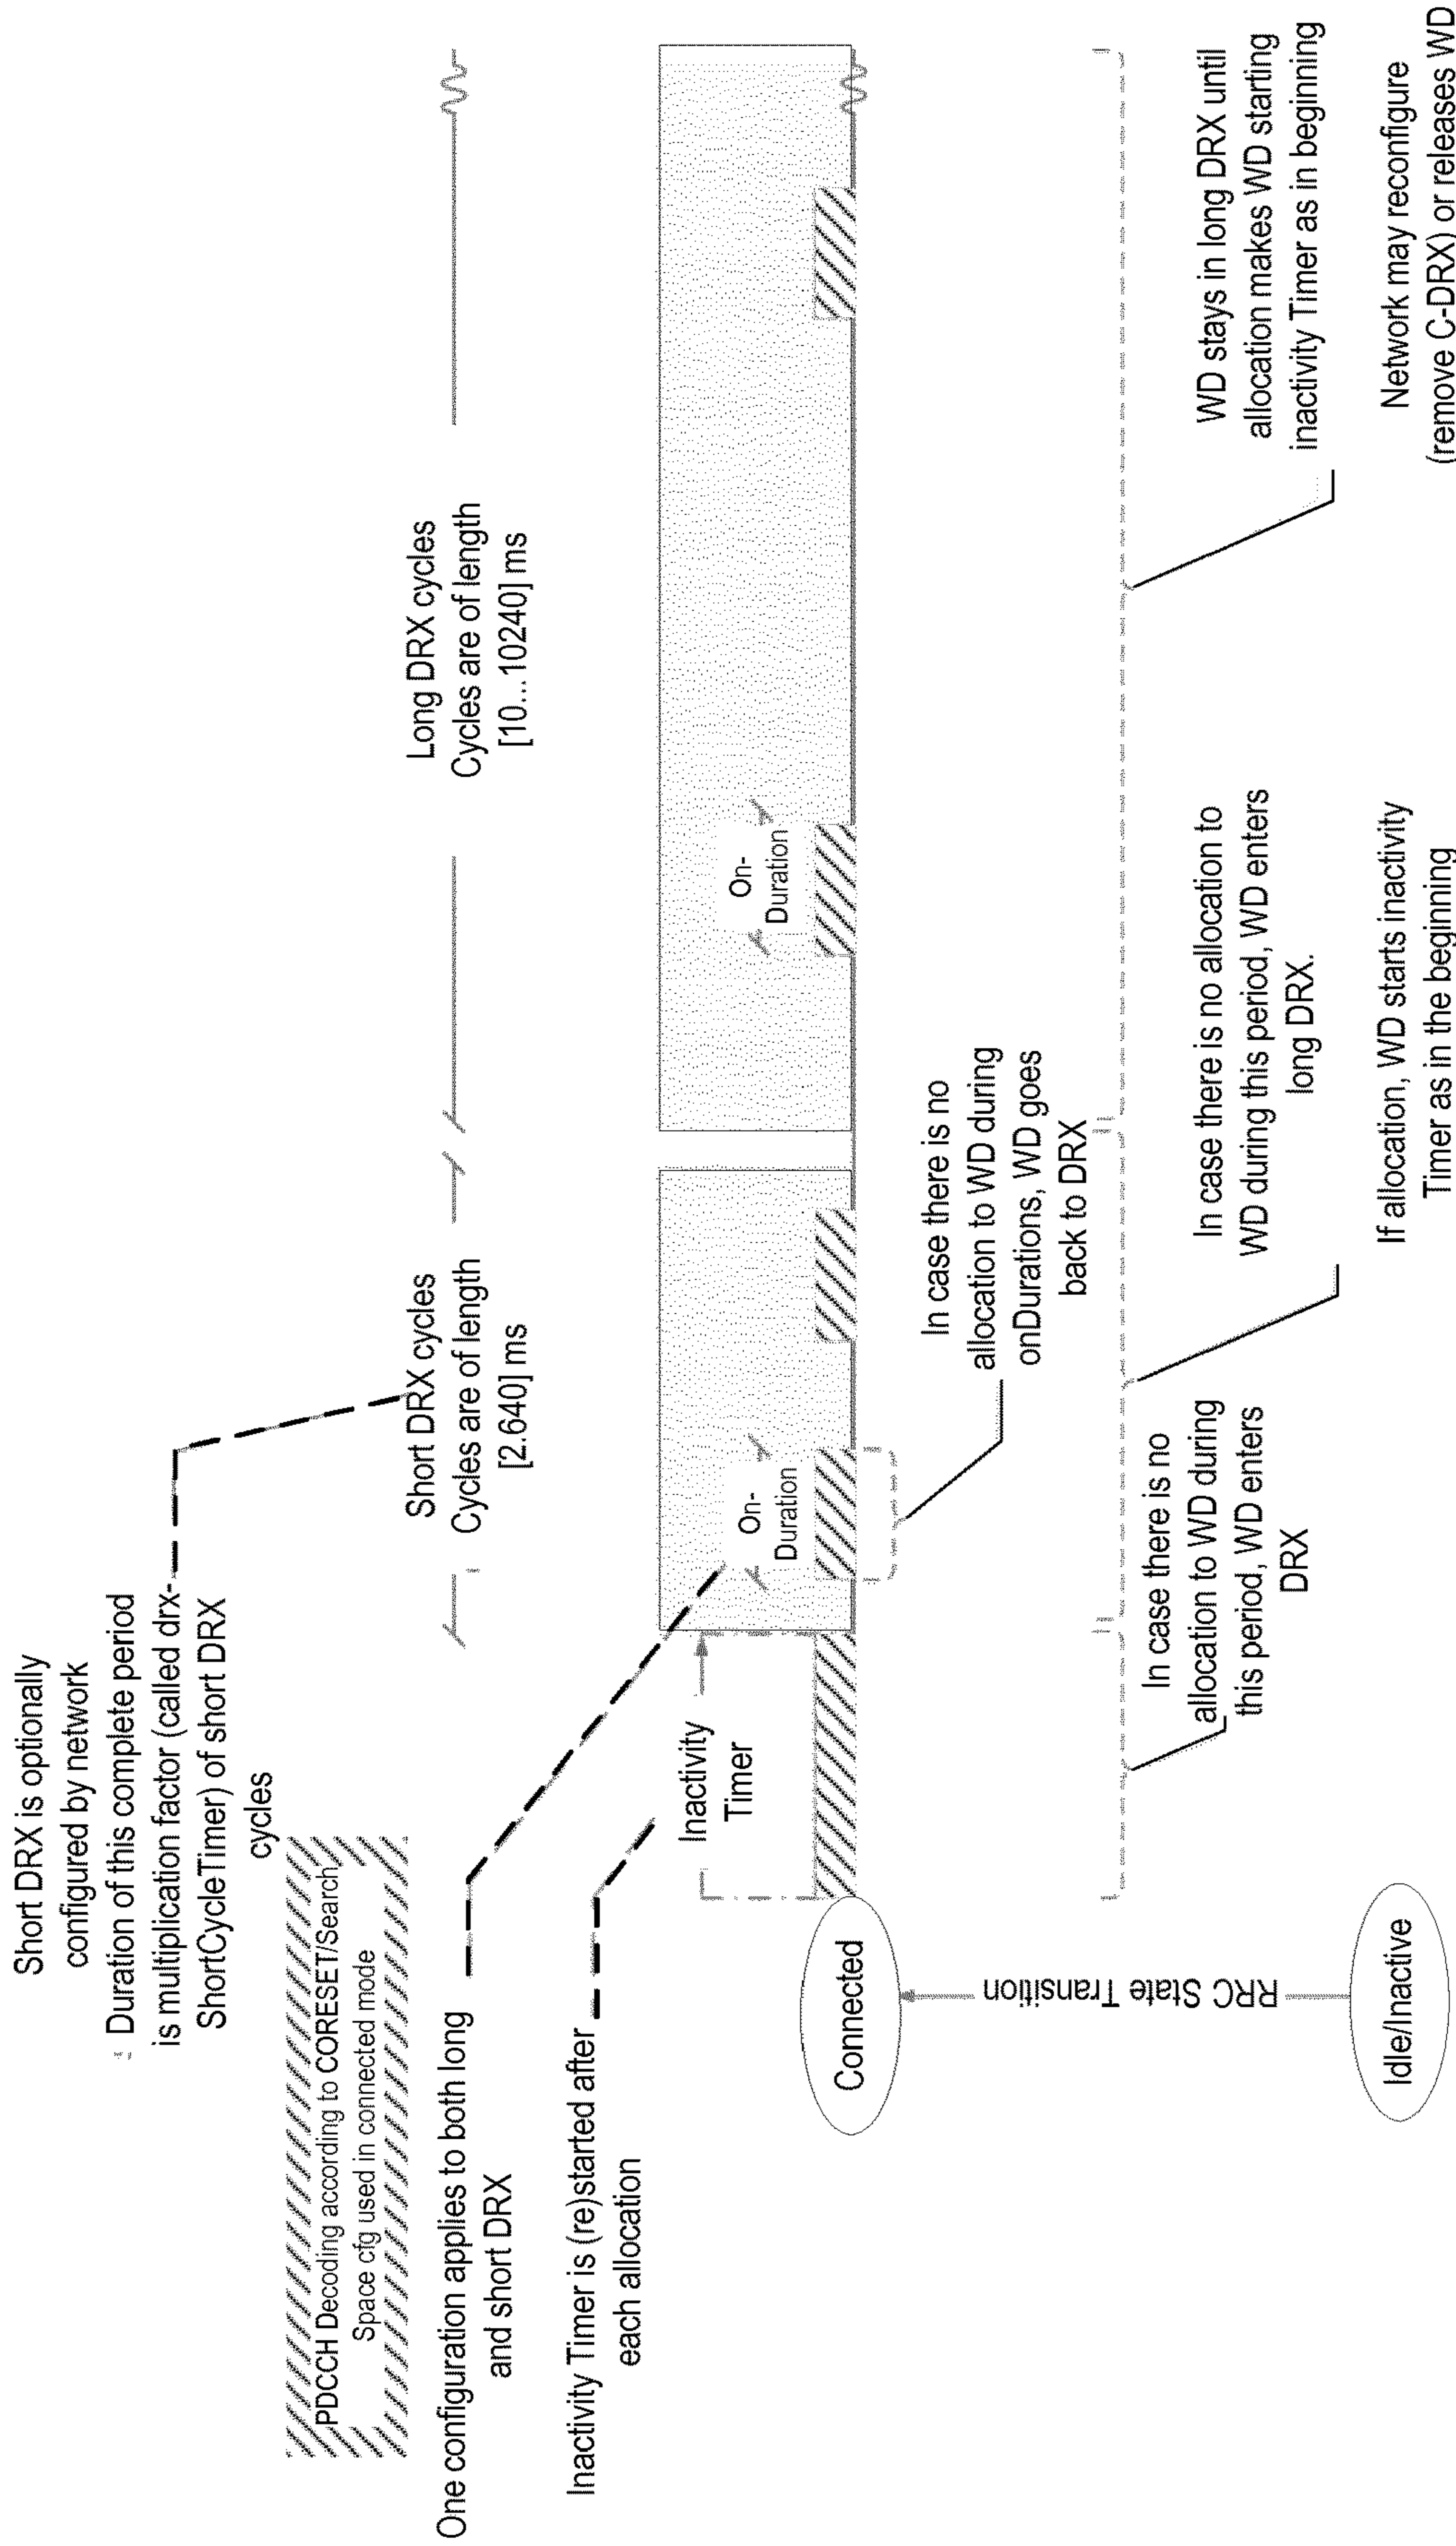 Short DRX is optionally
configured by network
Duration of this complete period
is multiplication factor (called drx-
ShortCycleTimer) of short DRX
cycles
PDCCH Decoding according to CORESET/Search
Space cfg used in connected mode
One configuration applies to both long
and short DRX
Inactivity Timer is (re)started after
each allocation
Short DRX cycles
Cycles are of length
[2.640] ms
Long DRX cycles
Cycles are of length
[10...10240] ms
Inactivity
Timer
On-
Duration
On-
Duration
Connected
RRC State Transition
Idle/Inactive
In case there is no
allocation to WD during
onDurations, WD goes
back to DRX
In case there is no
allocation to WD during
this period, WD enters
DRX
In case there is no allocation to
WD during this period, WD enters
long DRX.
If allocation, WD starts inactivity
Timer as in the beginning
WD stays in long DRX until
allocation makes WD starting
inactivity Timer as in beginning
Network may reconfigure
(remove C-DRX) or releases WD